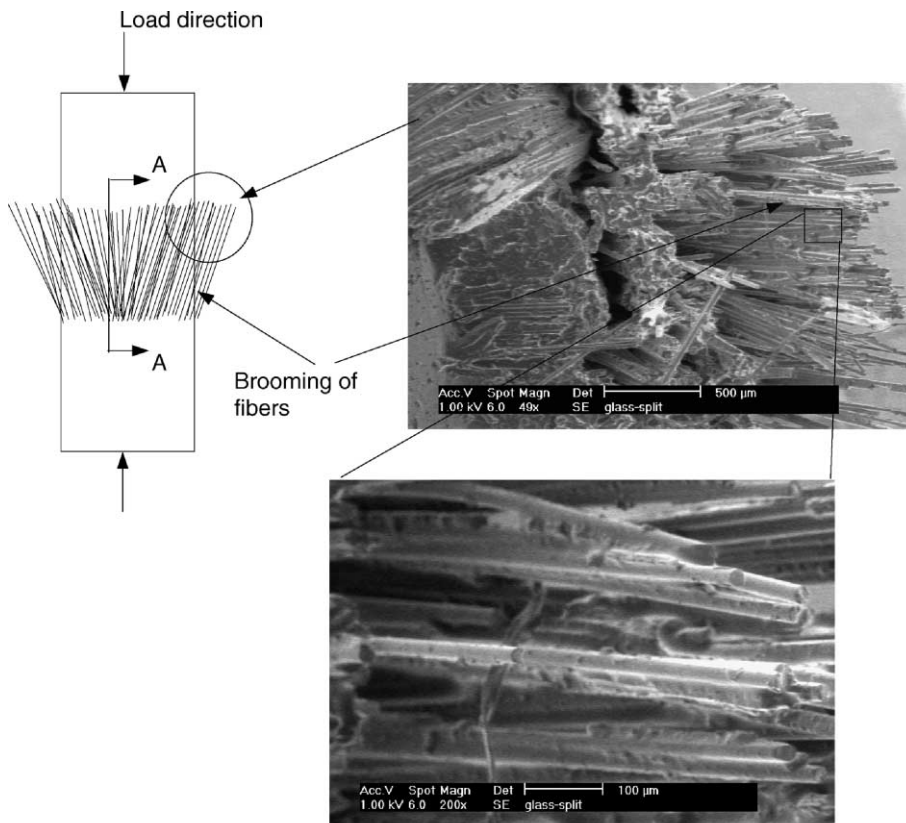 Load direction
A
A
Brooming of
fibers
Acc.V Spot Magn Det 500 µm
1.00 kV 6.0 49x SE glass-split
Acc.V Spot Magn Det 100 µm
1.00 kV 6.0 200x SE glass-split